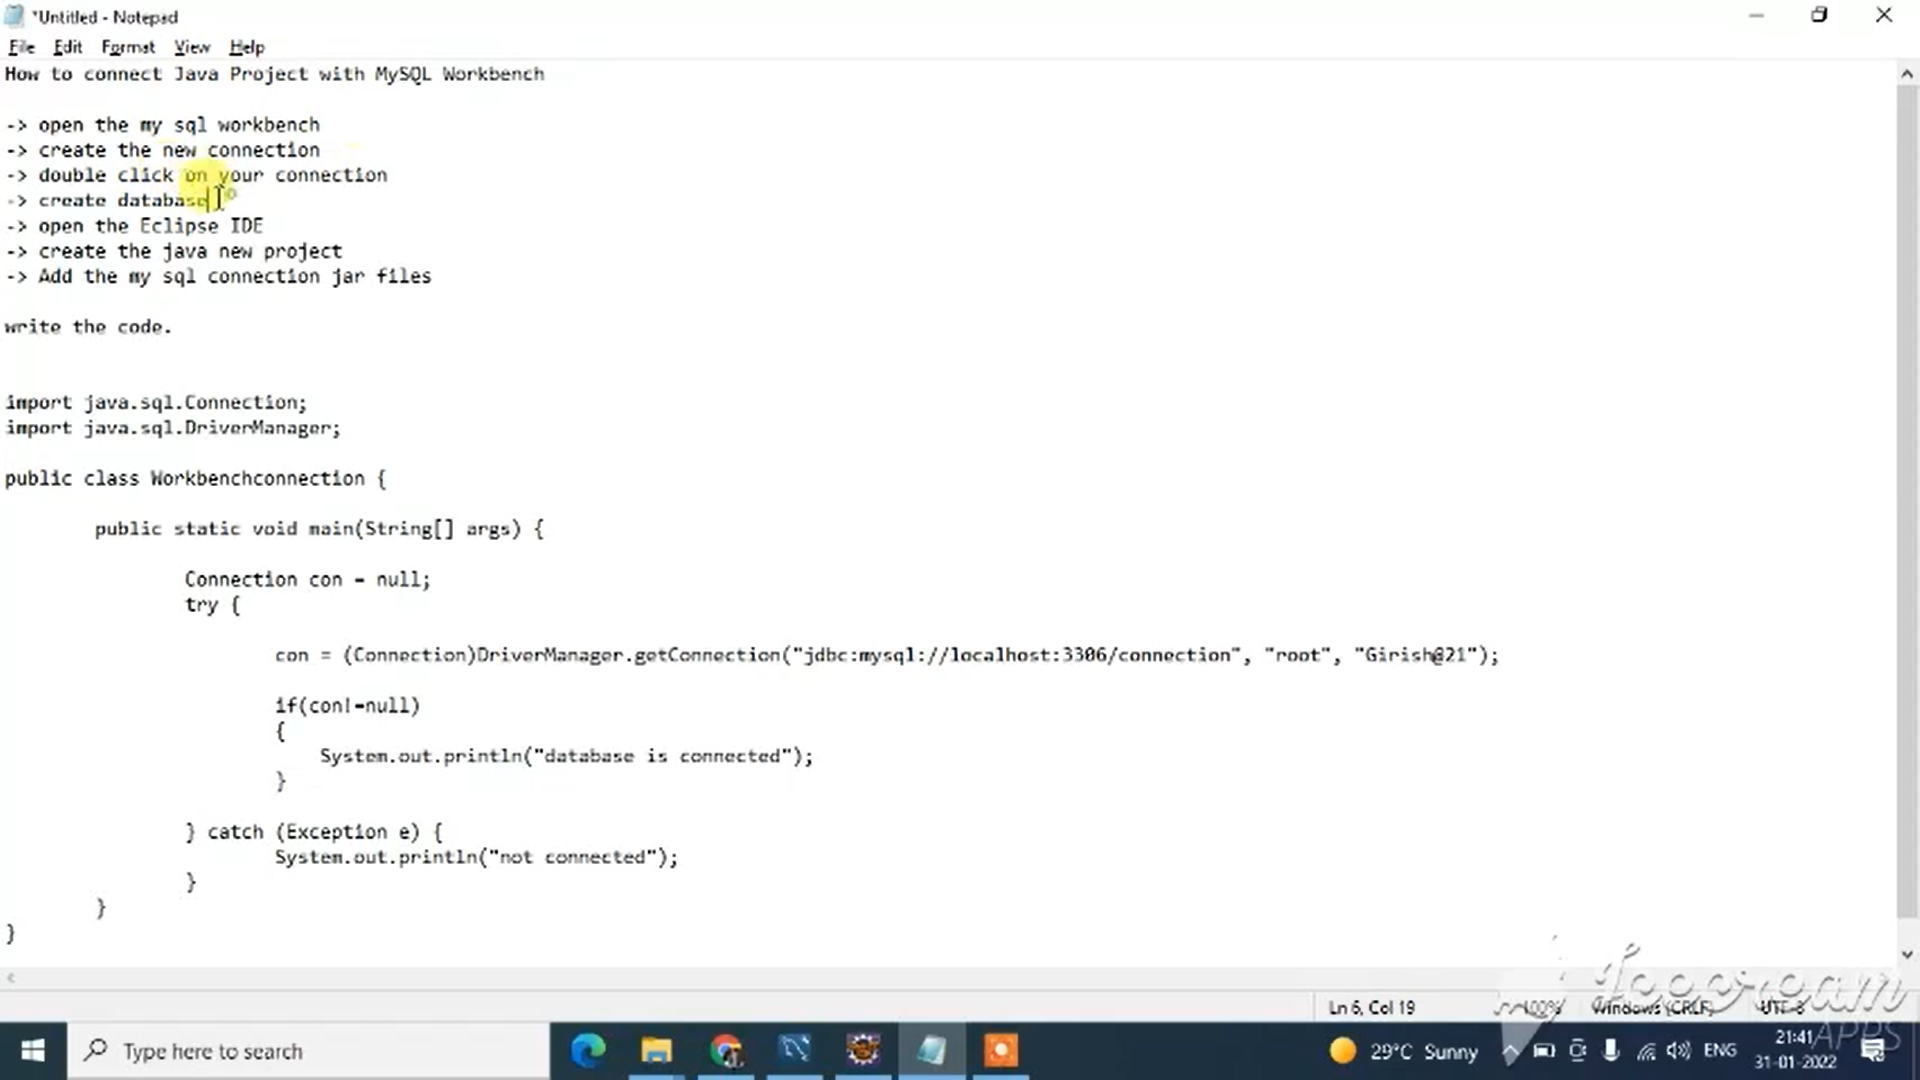 *Untitled - Notepad
File Edit Format View Help
How to connect Java Project with MySQL Workbench
-> open the my sql workbench
-> create the new connection
-> double click on your connection
-> create database
-> open the Eclipse IDE
-> create the java new project
-> Add the my sql connection jar files
write the code.
import java.sql.Connection;
import java.sql.DriverManager;
public class Workbenchconnection {
public static void main(String[] args) {
Connection con = null;
try {
con = (Connection)DriverManager.getConnection("jdbc:mysql://localhost:3306/connection", "root", "Girish@21");
if(con!=null)
{
System.out.println("database is connected");
}
} catch (Exception e) {
System.out.println("not connected");
}
}
}
Ln 6, Col 19 100% Windows (CRLF) UTF-8
APPS
Type here to search
29°C Sunny
ENG
21:41
31-01-2022